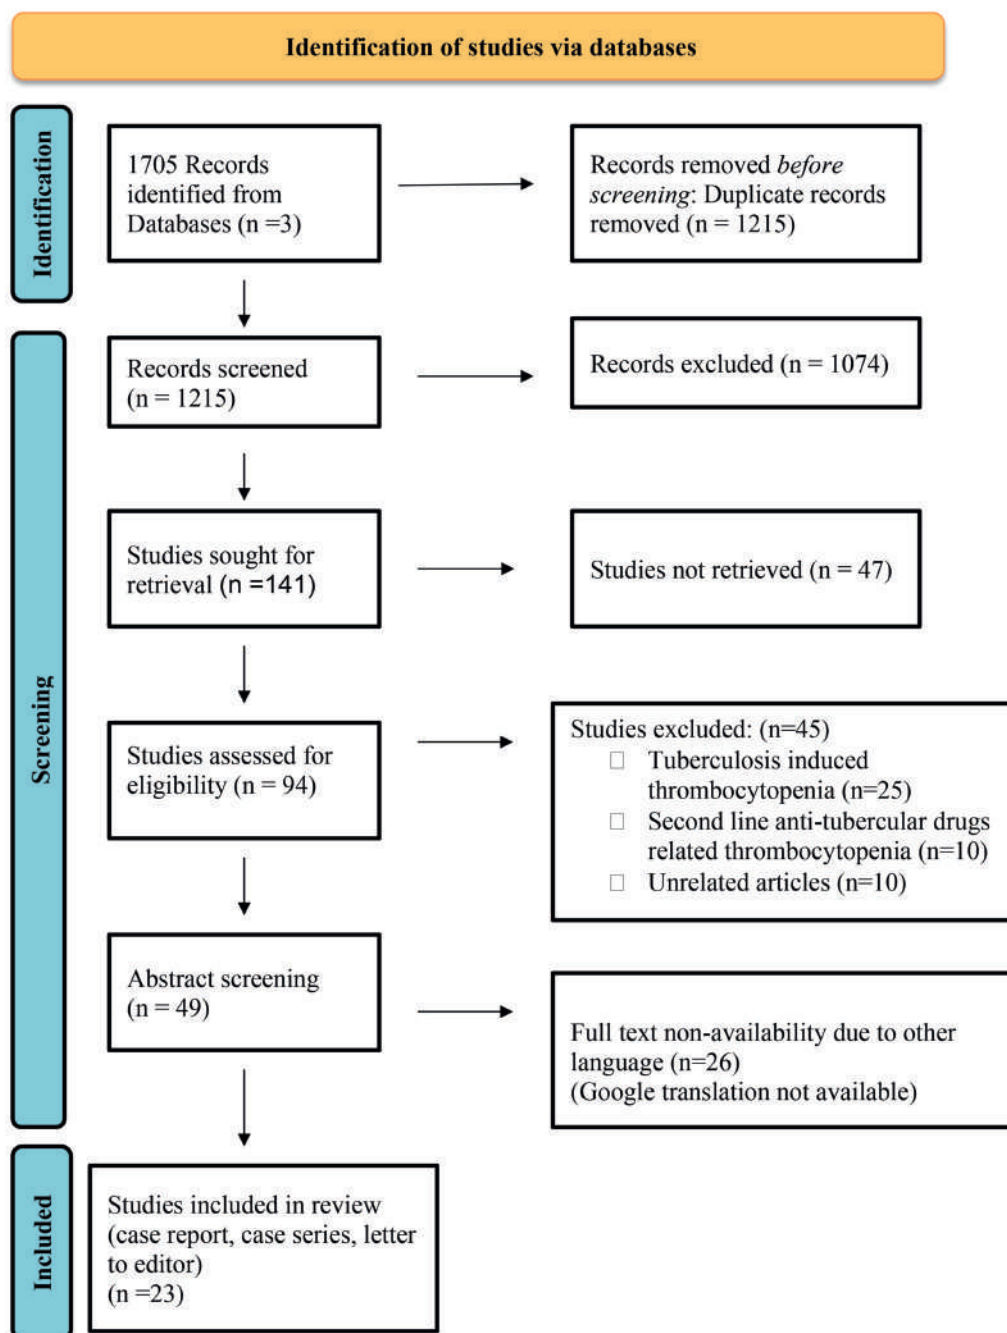 Identification of studies via databases
Identification
1705 Records
identified from
Databases (n =3)
Records removed before
screening: Duplicate records
removed (n = 1215)
Screening
Records screened
(n = 1215)
Records excluded (n = 1074)
Studies sought for
retrieval (n =141)
Studies not retrieved (n = 47)
Studies assessed for
eligibility (n = 94)
Studies excluded: (n=45)
Tuberculosis induced
thrombocytopenia (n=25)
Second line anti-tubercular drugs
related thrombocytopenia (n=10)
Unrelated articles (n=10)
Abstract screening
(n = 49)
Full text non-availability due to other
language (n=26)
(Google translation not available)
Included
Studies included in review
(case report, case series, letter
to editor)
(n =23)